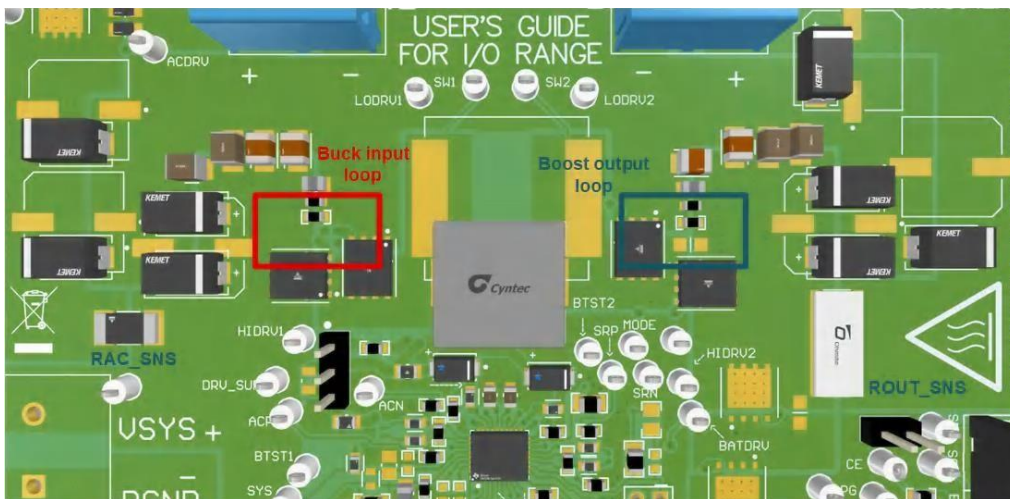 USER'S GUIDE
FOR I/O RANGE
ACDRV
+
−
−
+
SW1
SW2
LODRV1
LODRV2
KEMET
KEMET
KEMET
KEMET
KEMET
KEMET
KEMET
KEMET
KEMET
Buck input
loop
Boost output
loop
+
+
+
+
Cyntec
BTST2
SRP
MODE
HIDRV1
HIDRV2
RAC_SNS
ROUT_SNS
DRV_SU
ACN
SRN
ACP
BATDRV
VSYS +
BTST1
CE
SYS
PG
−
PGND